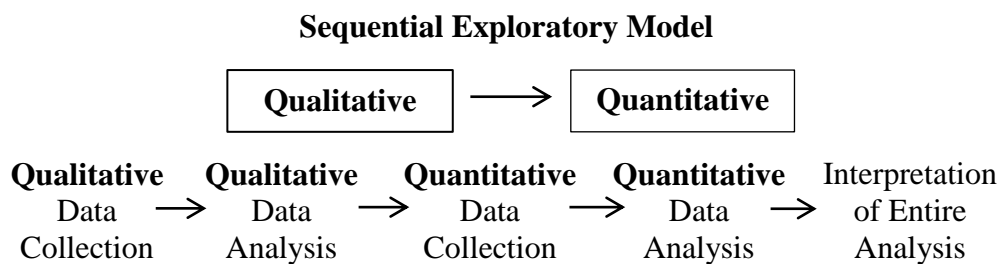 Sequential Exploratory Model
Qualitative
Quantitative
Qualitative Data Collection
Qualitative Data Analysis
Quantitative Data Collection
Quantitative Data Analysis
Interpretation of Entire Analysis